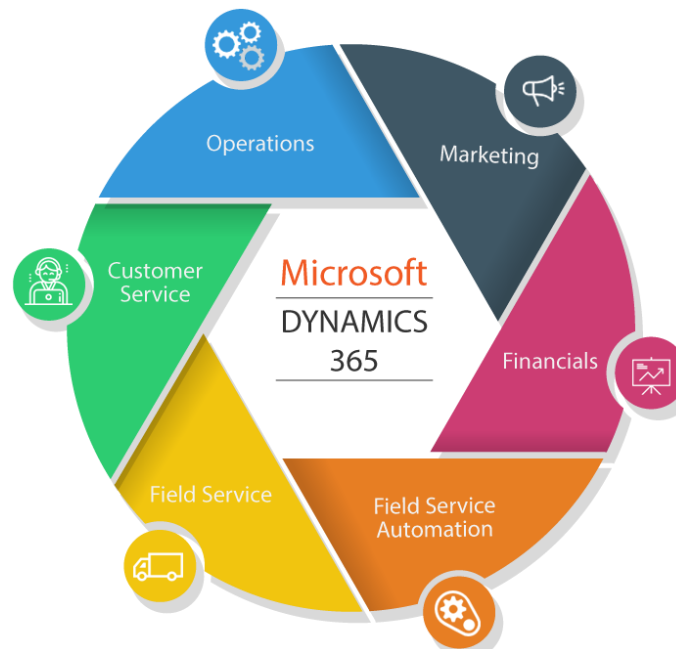 Operations
Marketing
Customer
Service
Microsoft
DYNAMICS
365
Financials
Field Service
Field Service
Automation